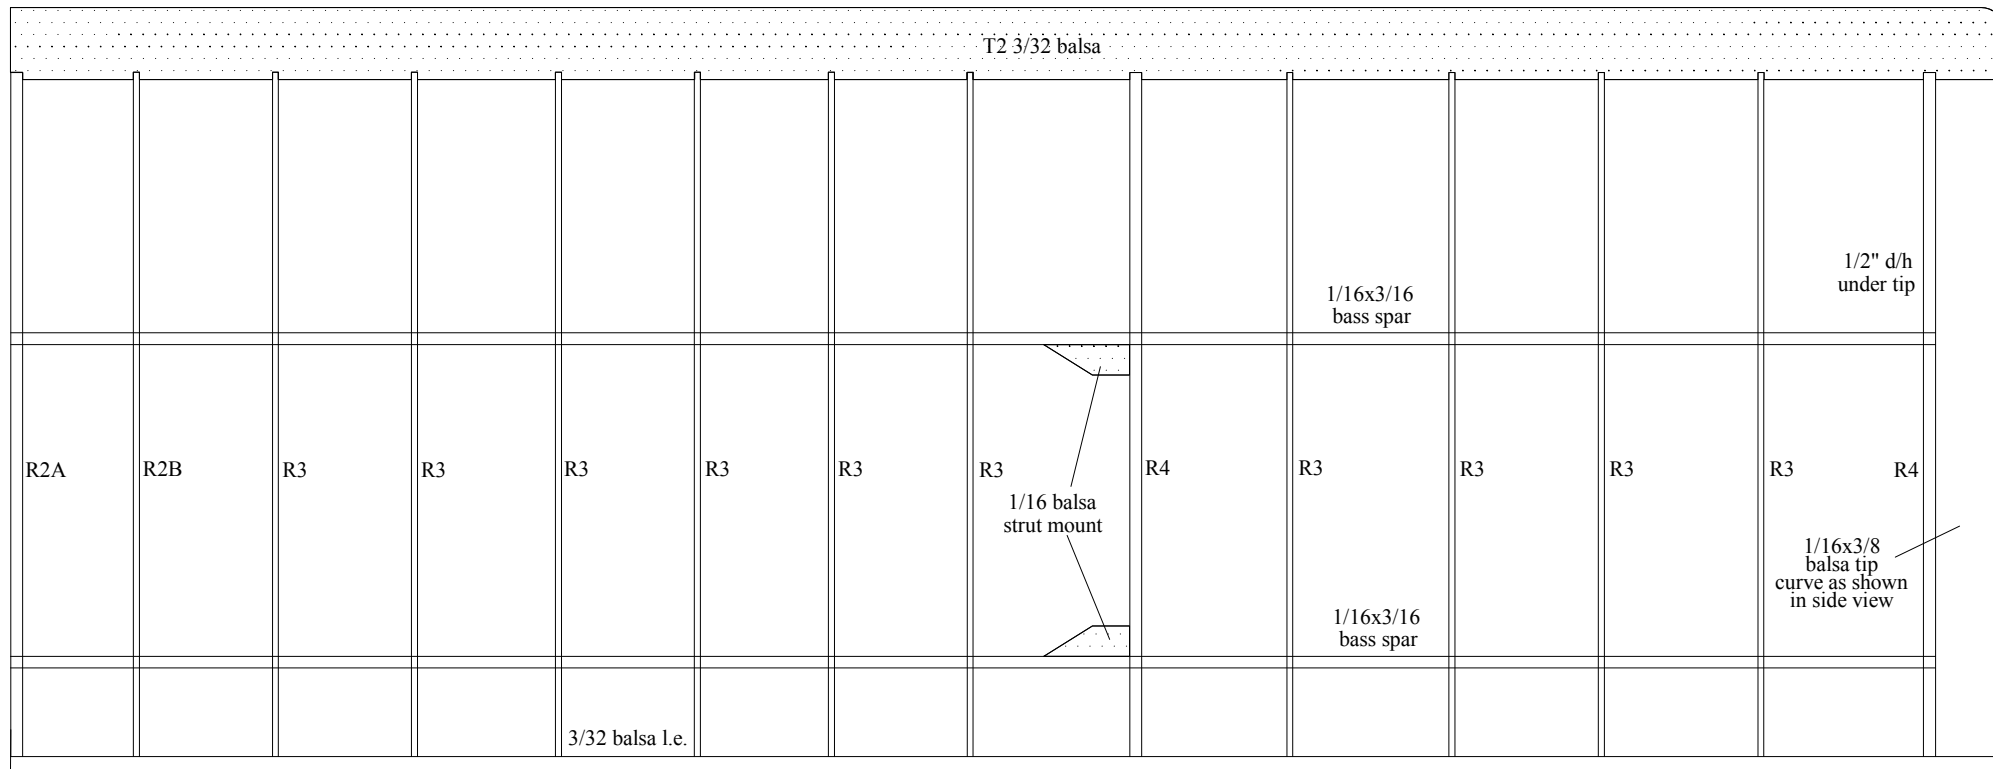 T2 3/32 balsa
1/2" d/h
under tip
1/16x3/16
bass spar
R2A
R2B
R3
R3
R3
R3
R3
R3
R4
R3
R3
R3
R3
R4
1/16 balsa
strut mount
1/16x3/8
balsa tip
curve as shown
in side view
1/16x3/16
bass spar
3/32 balsa l.e.